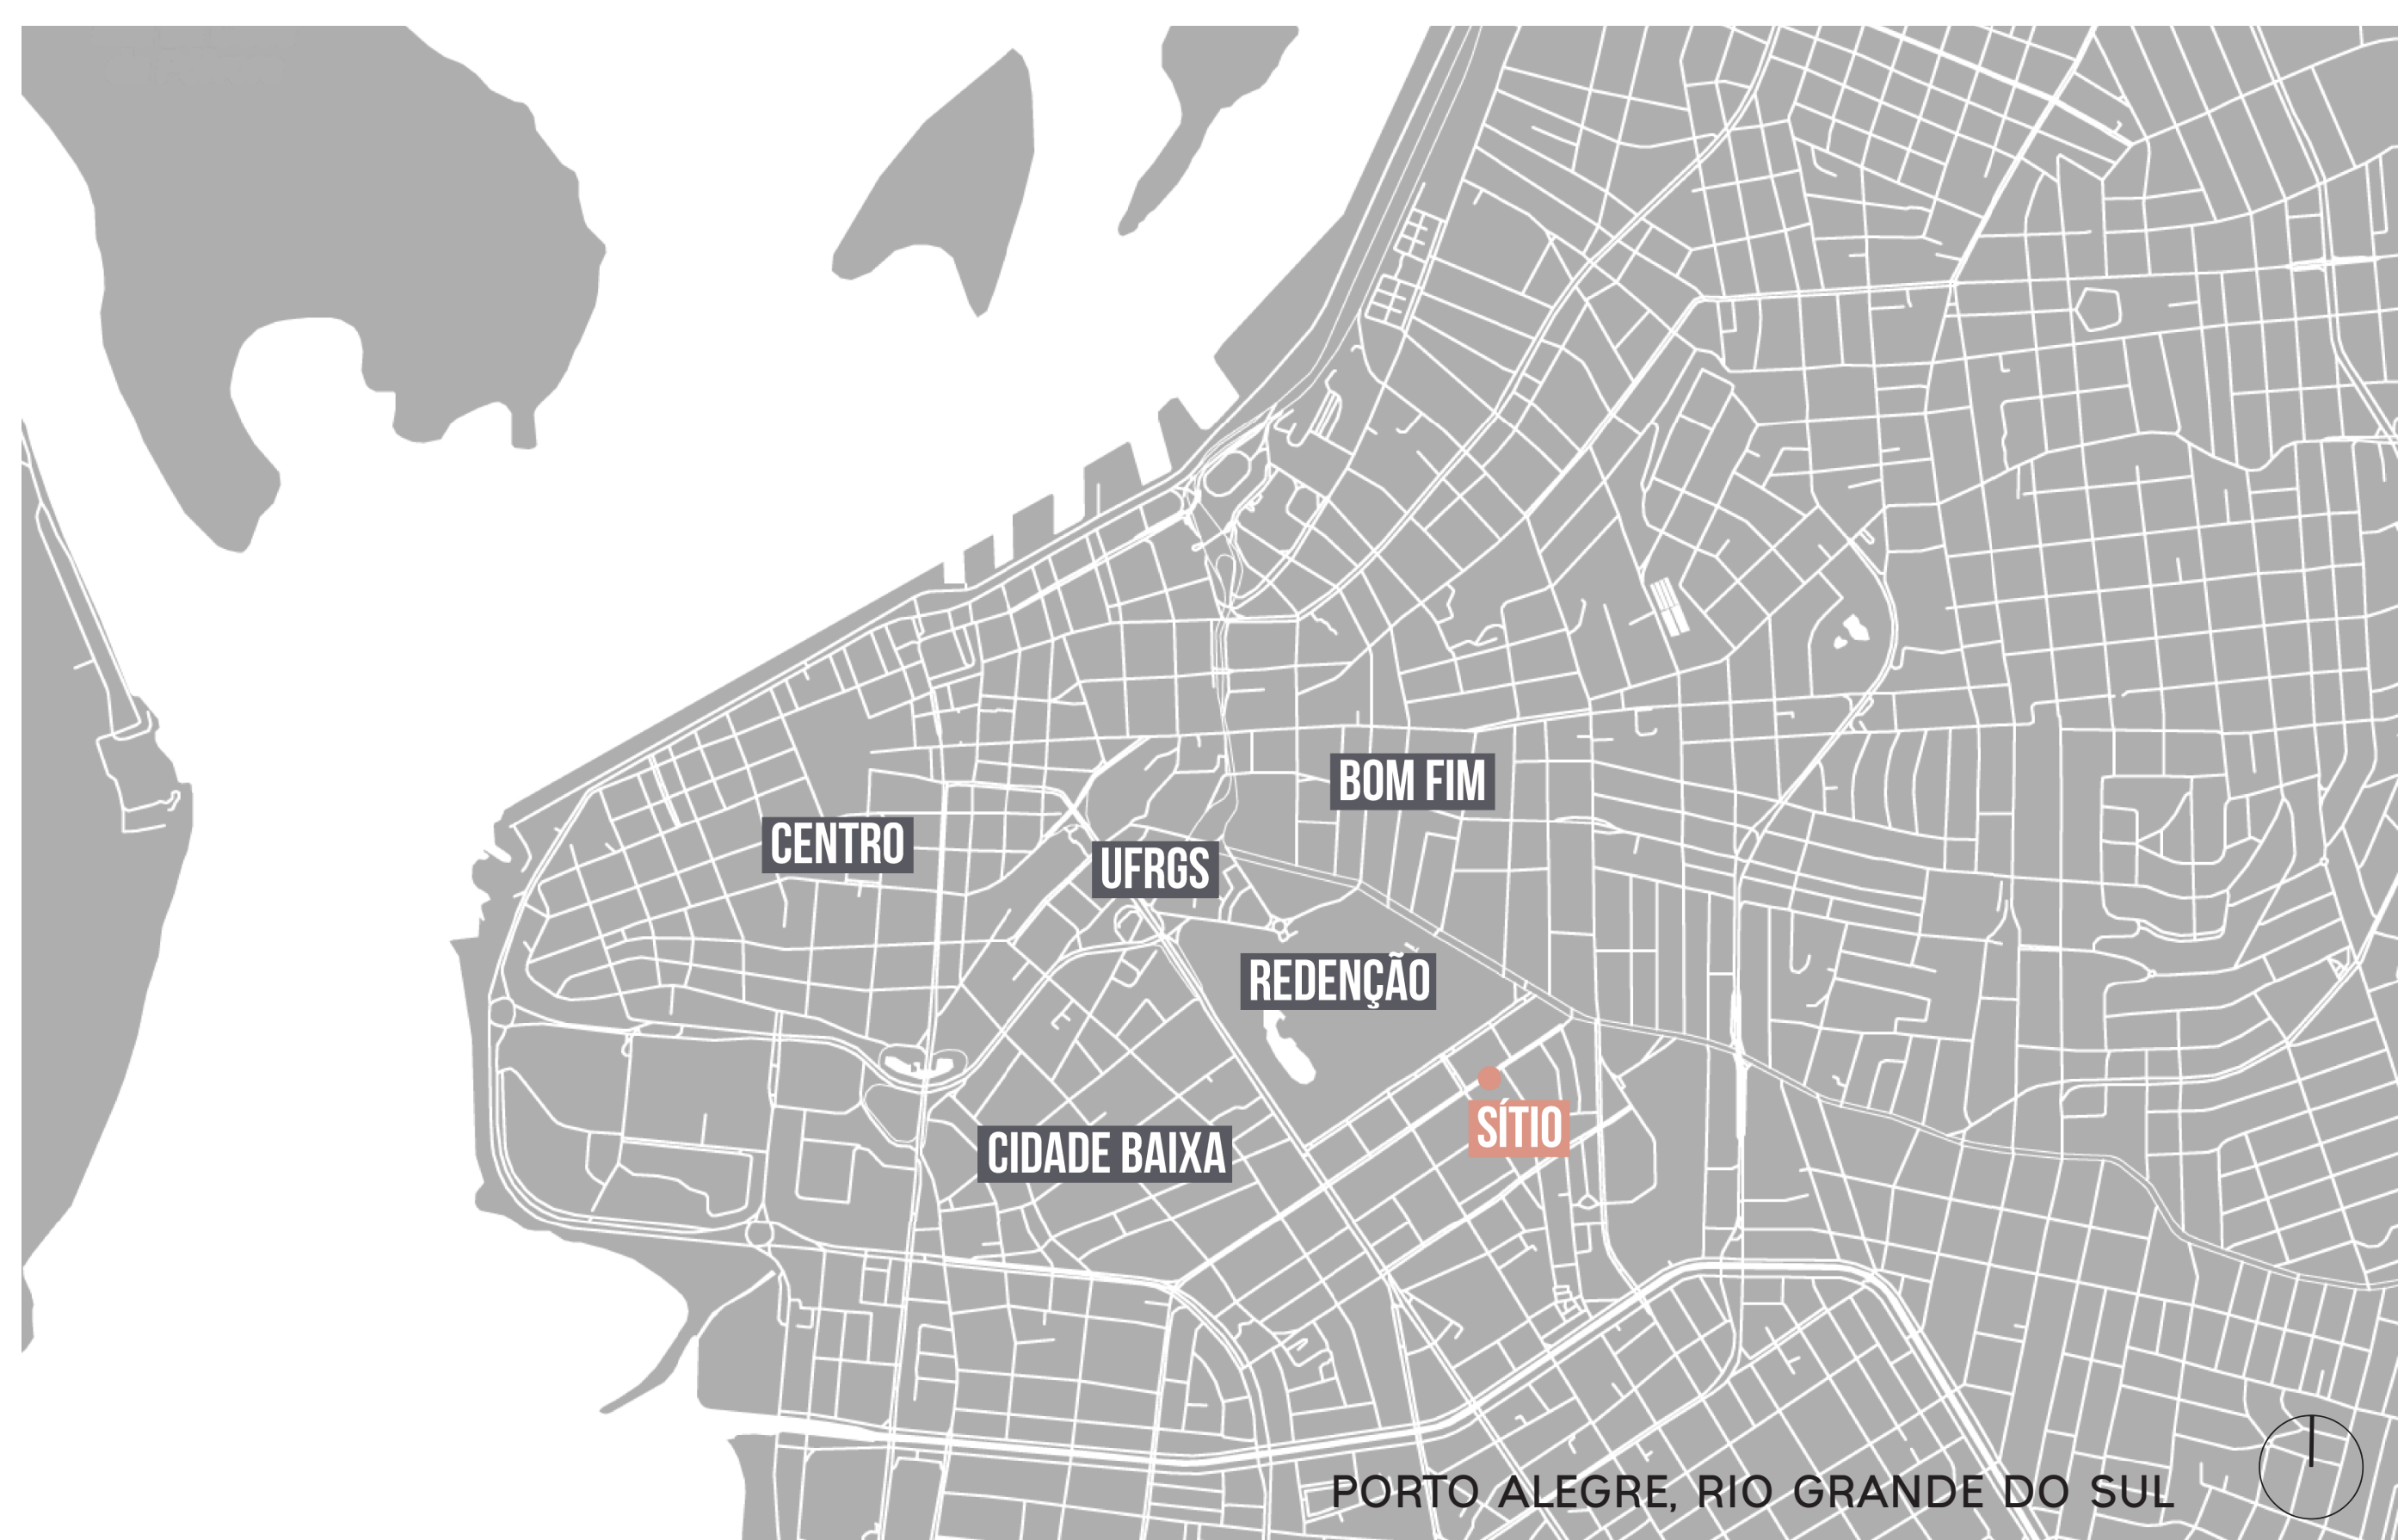 BOM FIM
CENTRO
UFRGS
REDENÇÃO
SÍTIO
CIDADE BAIXA
PORTO ALEGRE, RIO GRANDE DO SUL